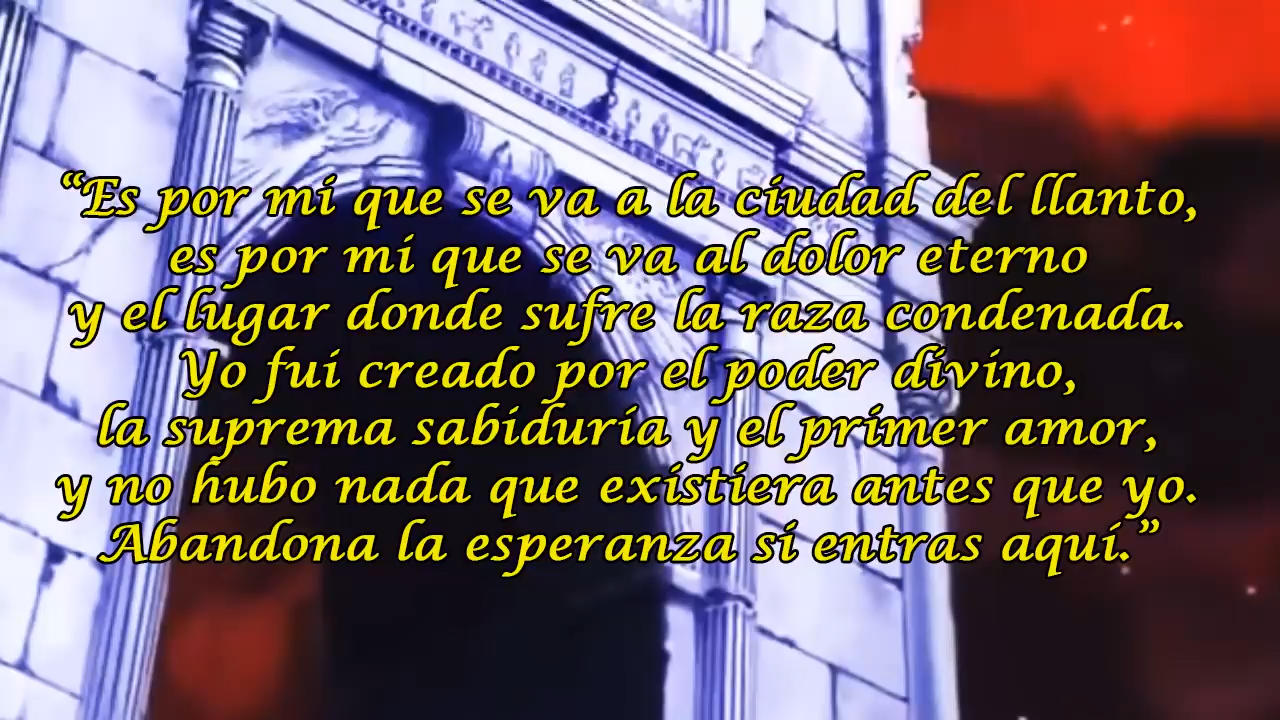 “Es por mi que se va a la ciudad del llanto,
es por mi que se va al dolor eterno
y el lugar donde sufre la raza condenada.
Yo fui creado por el poder divino,
la suprema sabiduría y el primer amor,
y no hubo nada que existiera antes que yo.
Abandona la esperanza si entras aquí.”